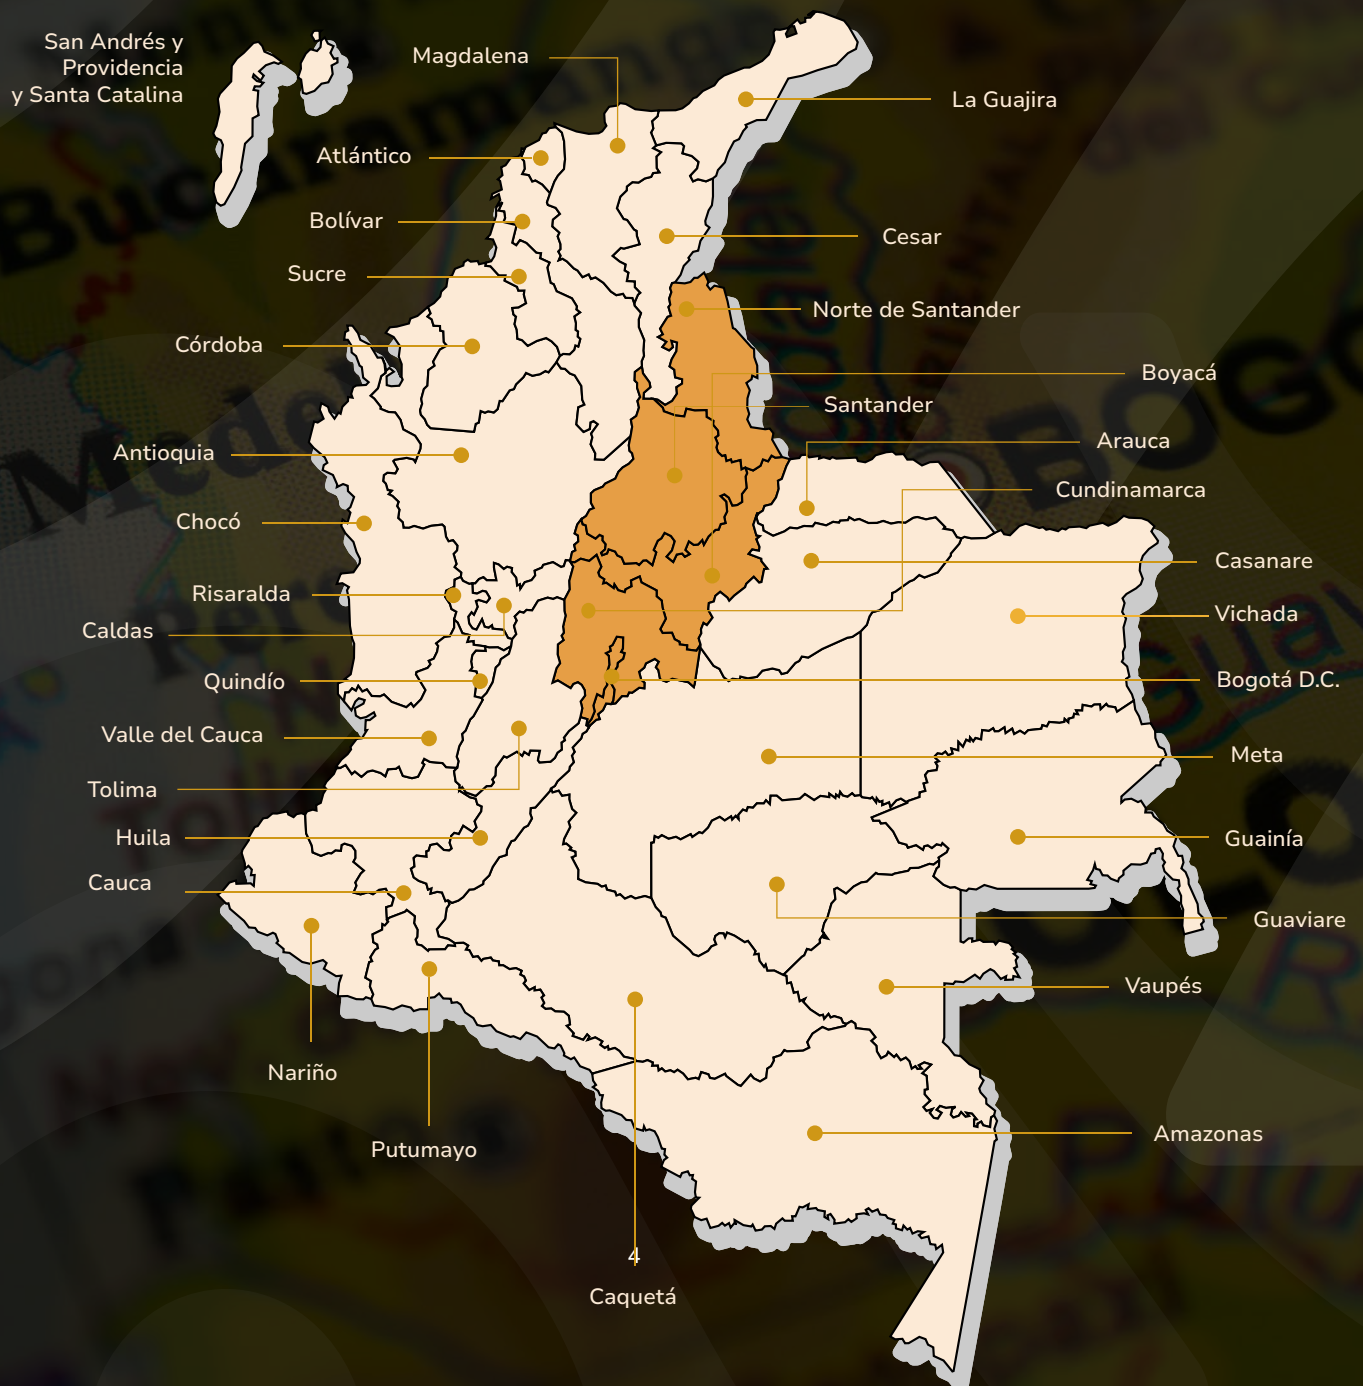 San Andrés y
Providencia
y Santa Catalina
Magdalena
La Guajira
Atlántico
Bolívar
Cesar
Sucre
Norte de Santander
Córdoba
Boyacá
Santander
Arauca
Antioquia
Cundinamarca
Chocó
Casanare
Risaralda
Vichada
Caldas
Quindío
Bogotá D.C.
Valle del Cauca
Meta
Tolima
Huila
Guainía
Cauca
Guaviare
Vaupés
Nariño
Amazonas
Putumayo
4
Caquetá
Bucaramanga
BOGO